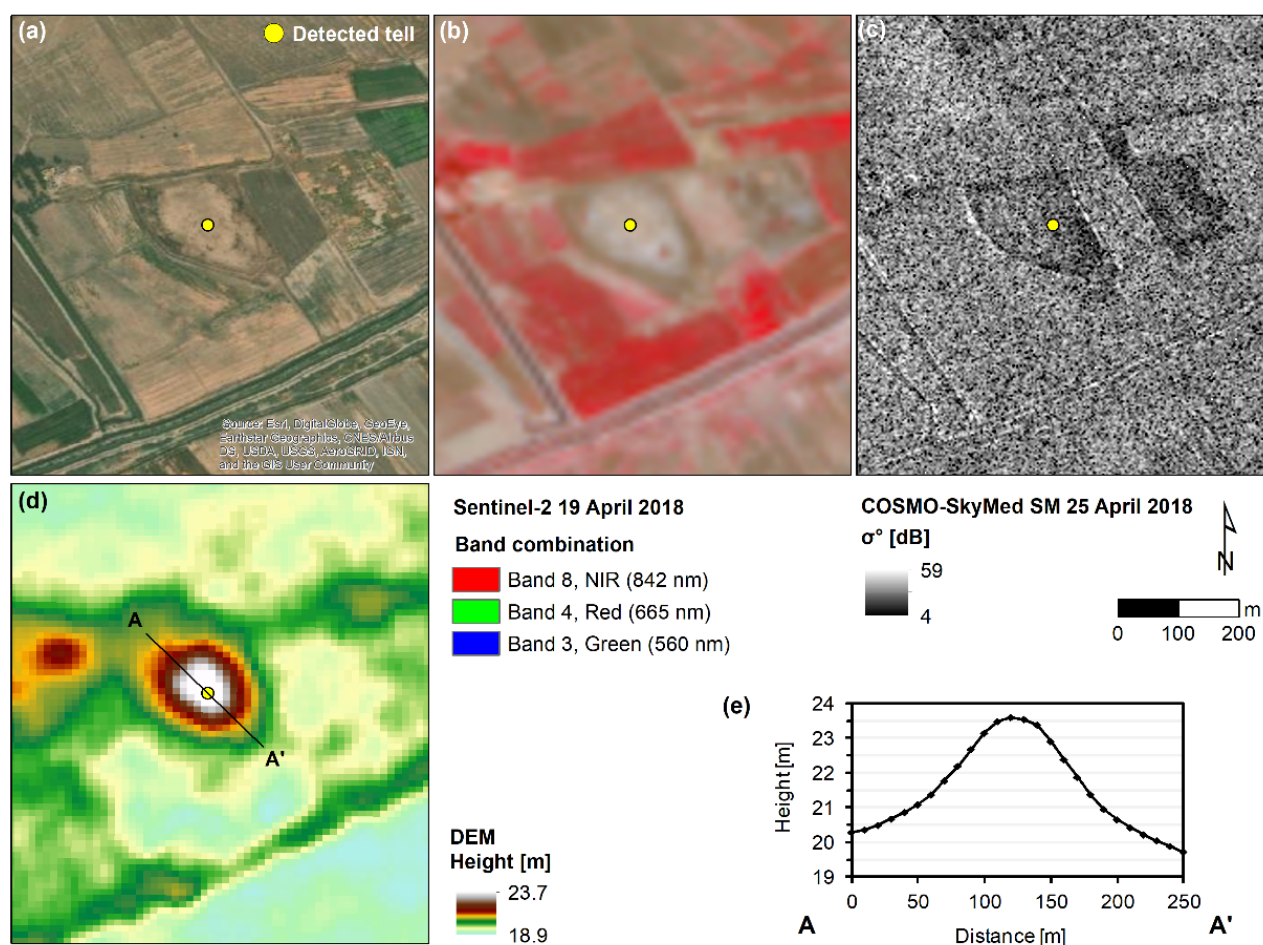 (a)
Detected tell
(b)
(c)
Source: Esri, DigitalGlobe, GeoEye,
Earthstar Geographics, CNES/Airbus
DS, USDA, USGS, AeroGRID, IGN,
and the GIS User Community
(d)
A
A'
Sentinel-2 19 April 2018
Band combination
Band 8, NIR (842 nm)
Band 4, Red (665 nm)
Band 3, Green (560 nm)
COSMO-SkyMed SM 25 April 2018
σ° [dB]
59
4
N
m
0 100 200
DEM
Height [m]
23.7
18.9
(e)
Height [m]
24
23
22
21
20
19
0 50 100 150 200 250
A
Distance [m]
A'